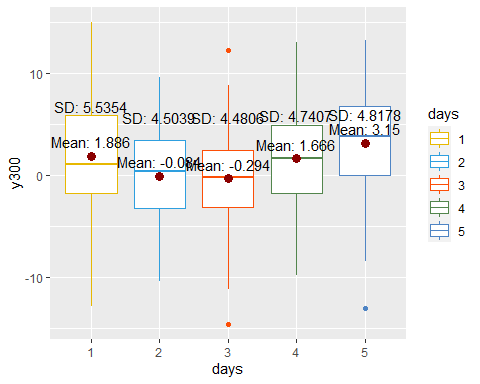 y300
10
0
-10
SD: 5.5354
SD: 4.5039
SD: 4.4806
SD: 4.7407
SD: 4.8178
Mean: 1.886
Mean: -0.084
Mean: -0.294
Mean: 1.666
Mean: 3.15
1
2
3
4
5
days
days
1
2
3
4
5